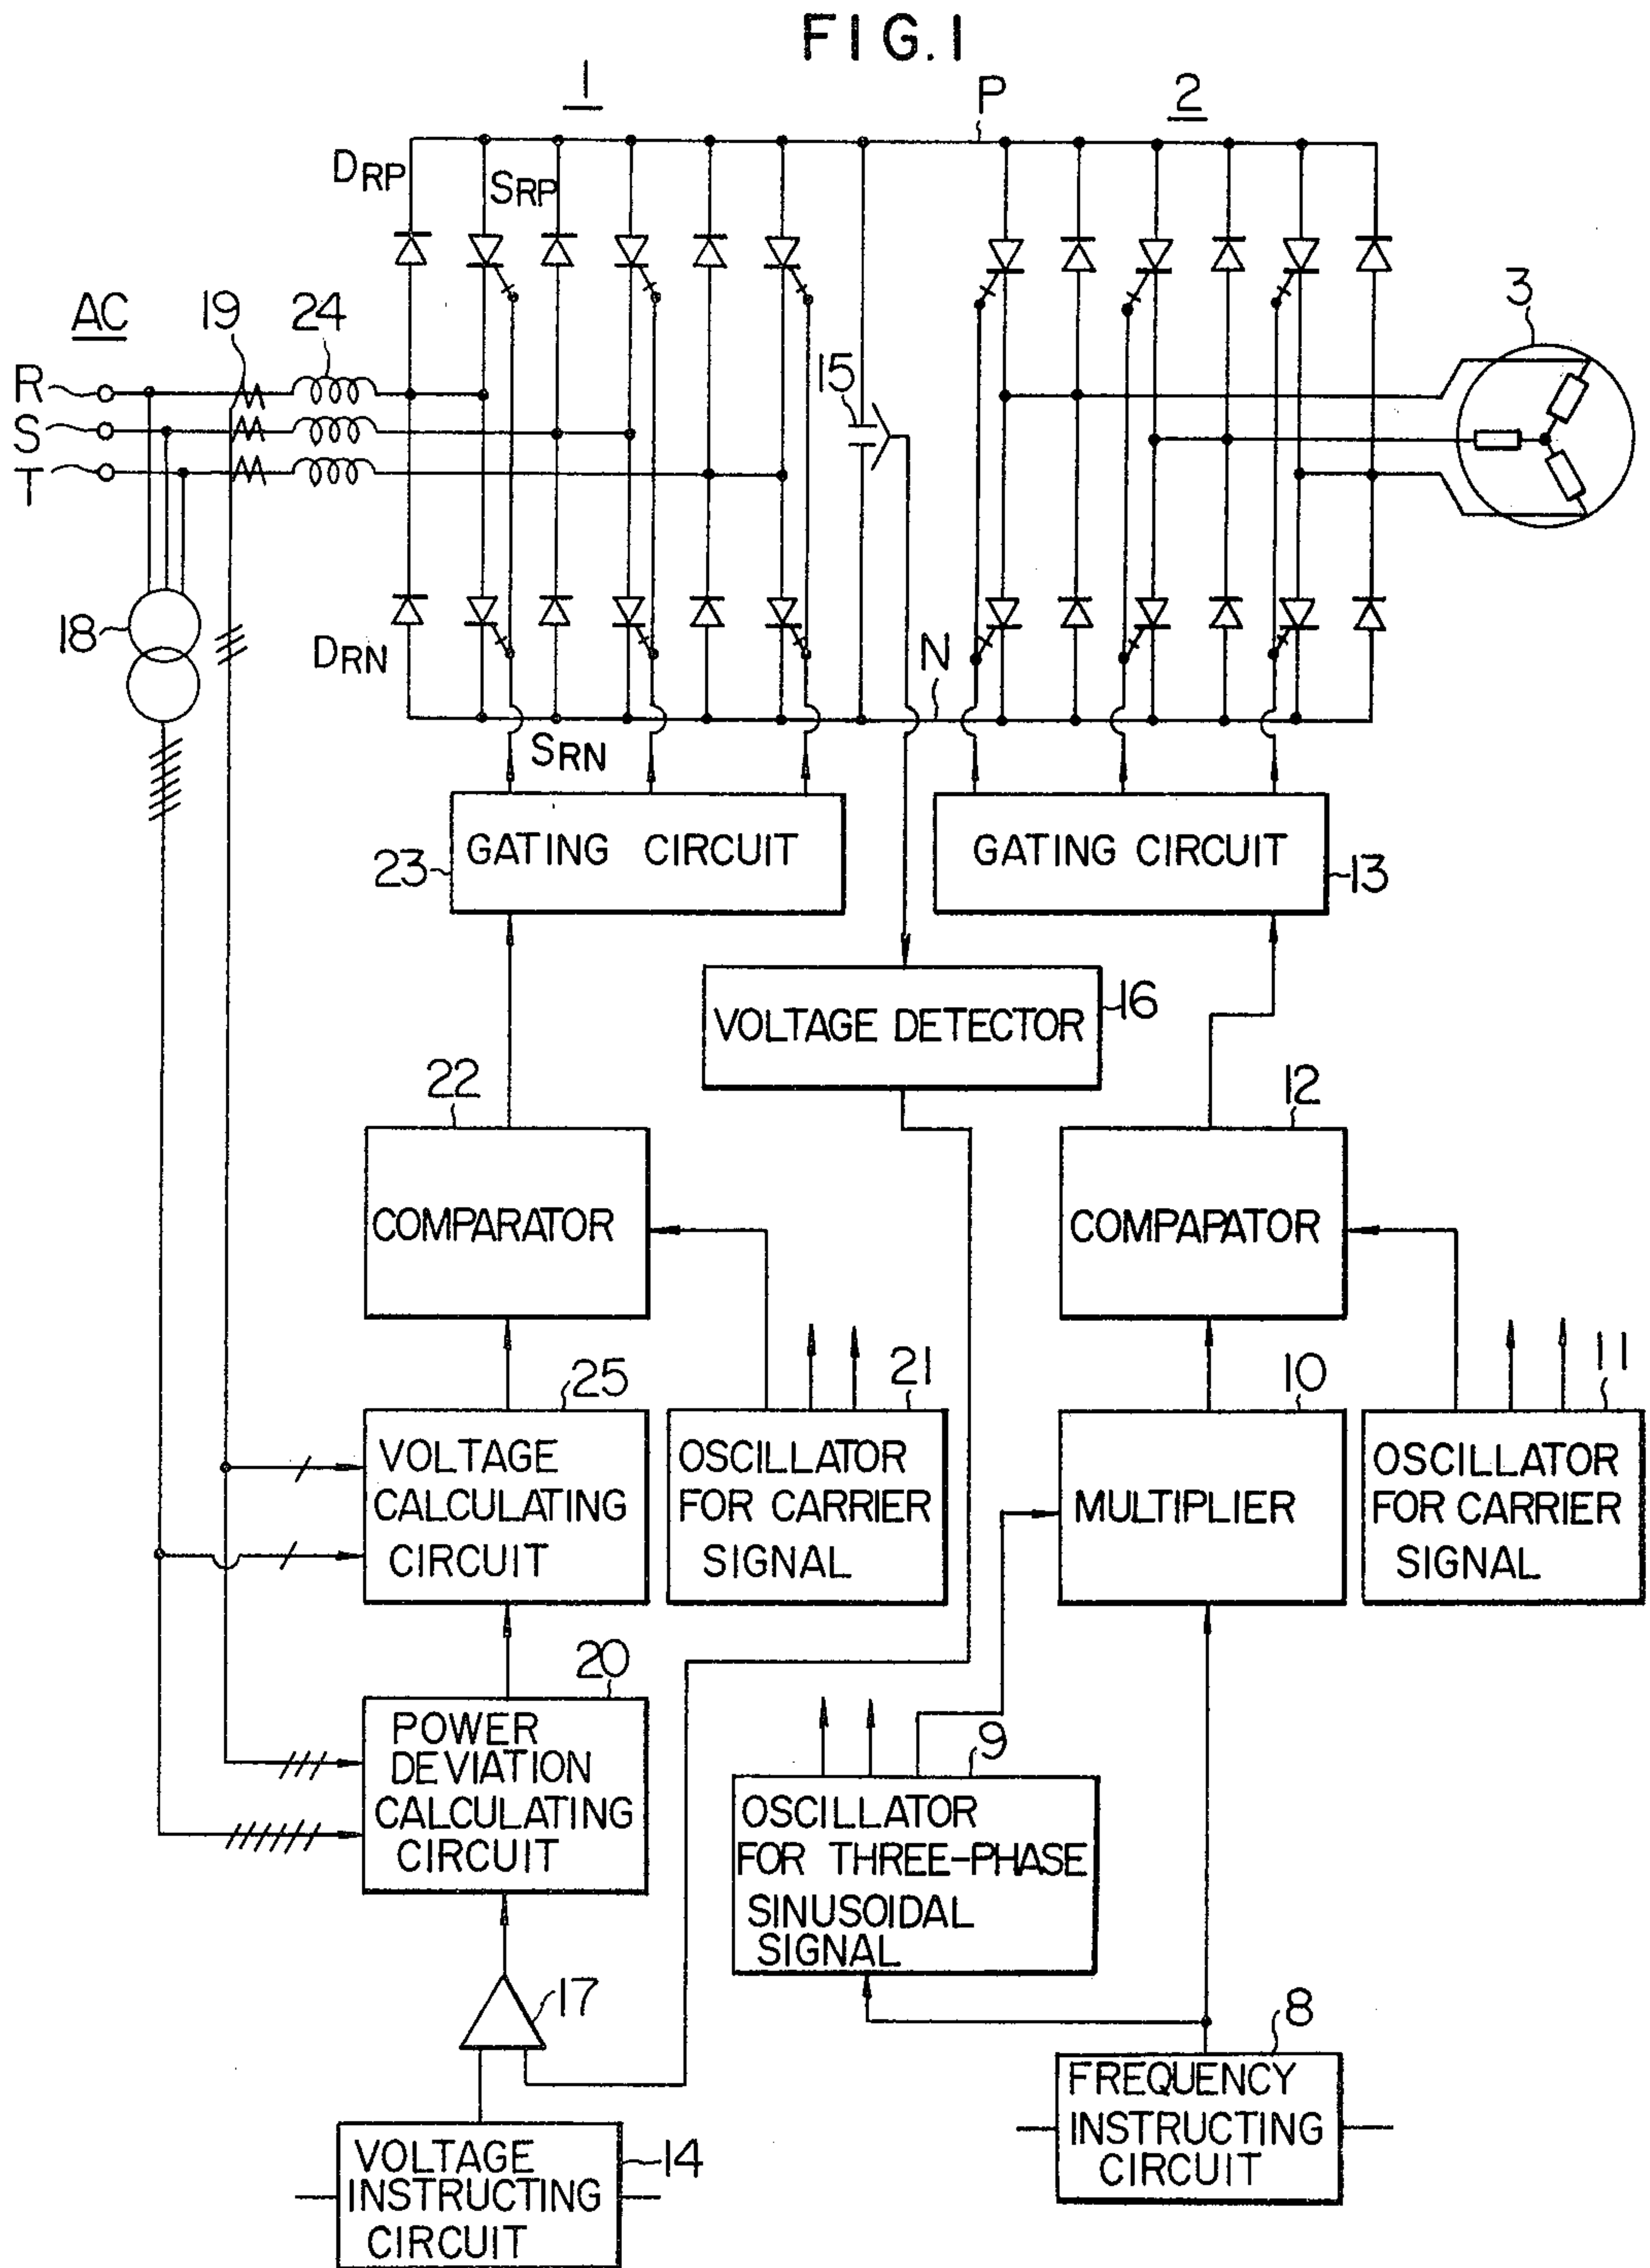 FIG.1
1
P
2
DRP
SRP
AC
19
24
15
3
R
S
T
18
DRN
N
SRN
GATING CIRCUIT
23
GATING CIRCUIT
13
VOLTAGE DETECTOR
16
22
12
COMPARATOR
COMPAPATOR
25
21
10
11
VOLTAGE
CALCULATING
CIRCUIT
OSCILLATOR
FOR CARRIER
SIGNAL
MULTIPLIER
OSCILLATOR
FOR CARRIER
SIGNAL
20
POWER
DEVIATION
CALCULATING
CIRCUIT
9
OSCILLATOR
FOR THREE-PHASE
SINUSOIDAL
SIGNAL
17
8
FREQUENCY
INSTRUCTING
CIRCUIT
VOLTAGE
INSTRUCTING
CIRCUIT
14